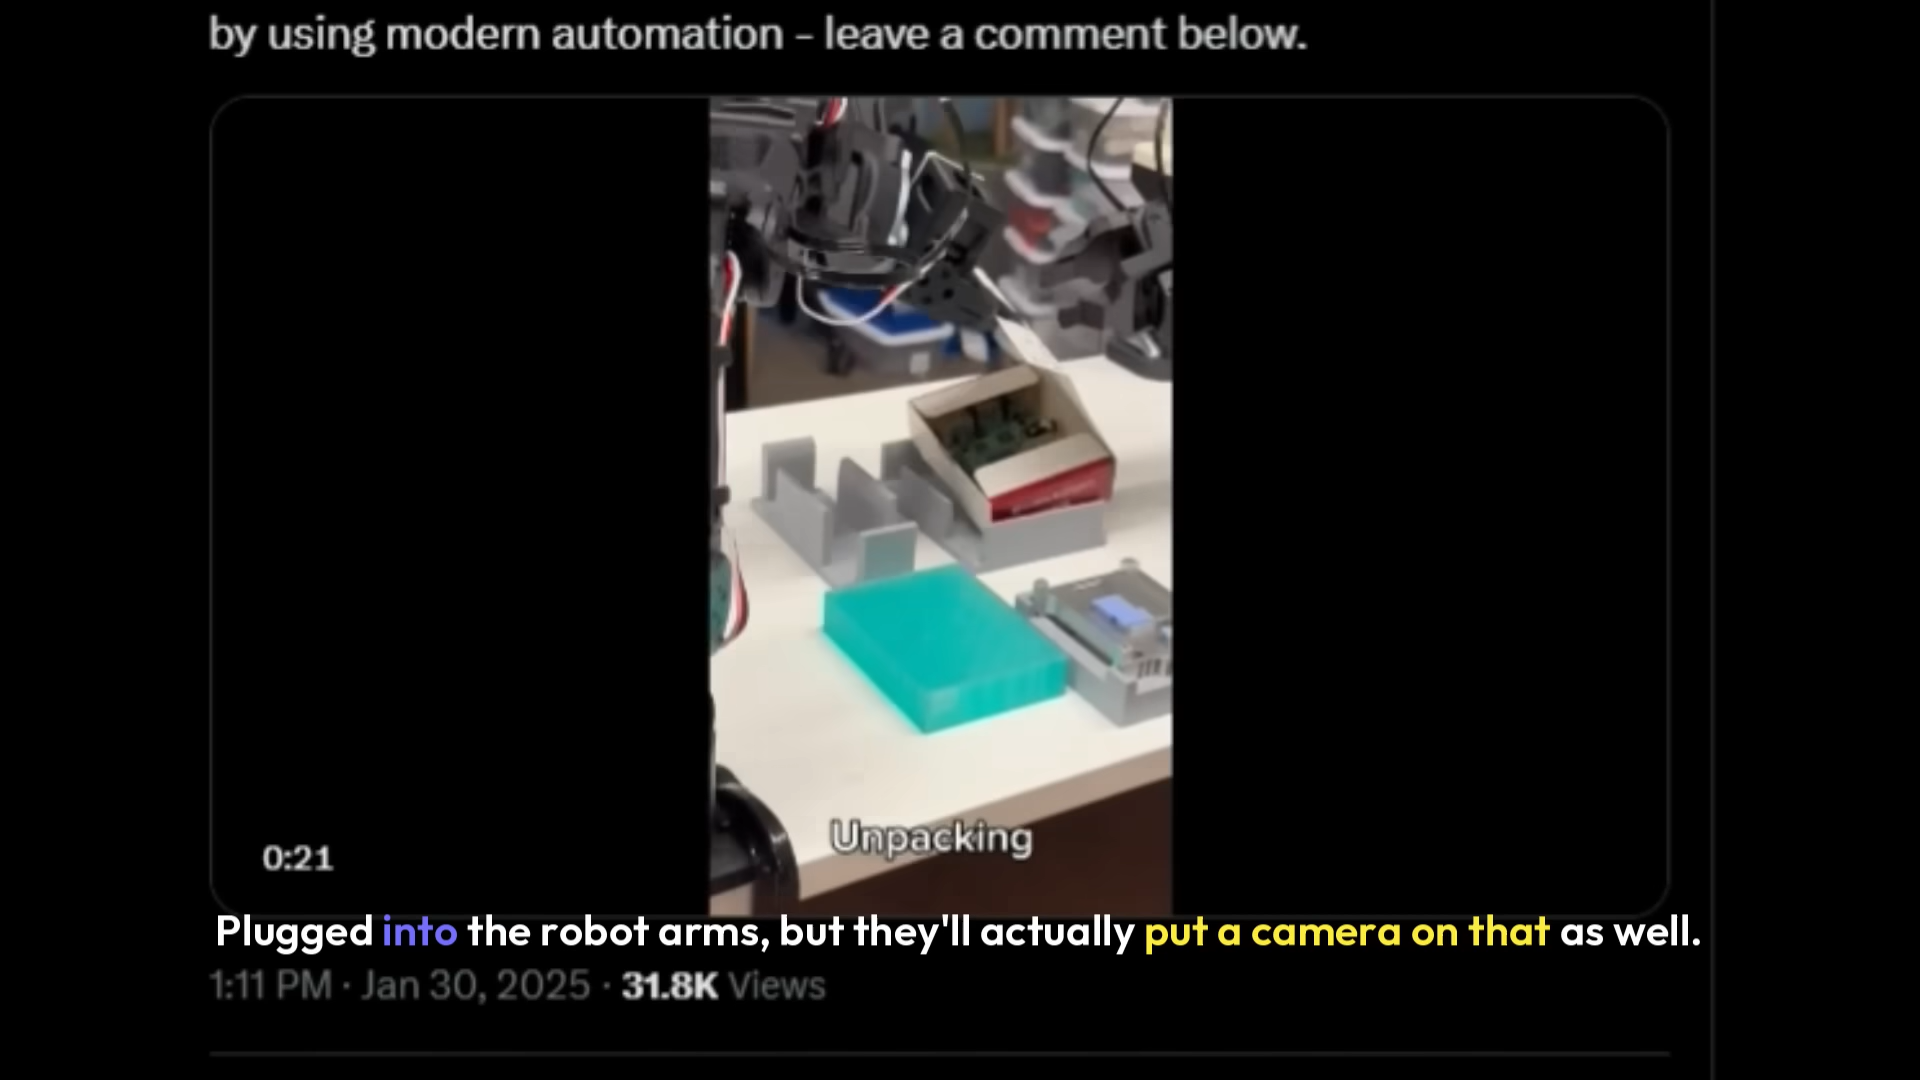 by using modern automation – leave a comment below.
Unpacking
0:21
Plugged into the robot arms, but they'll actually put a camera on that as well.
1:11 PM · Jan 30, 2025 · 31.8K Views